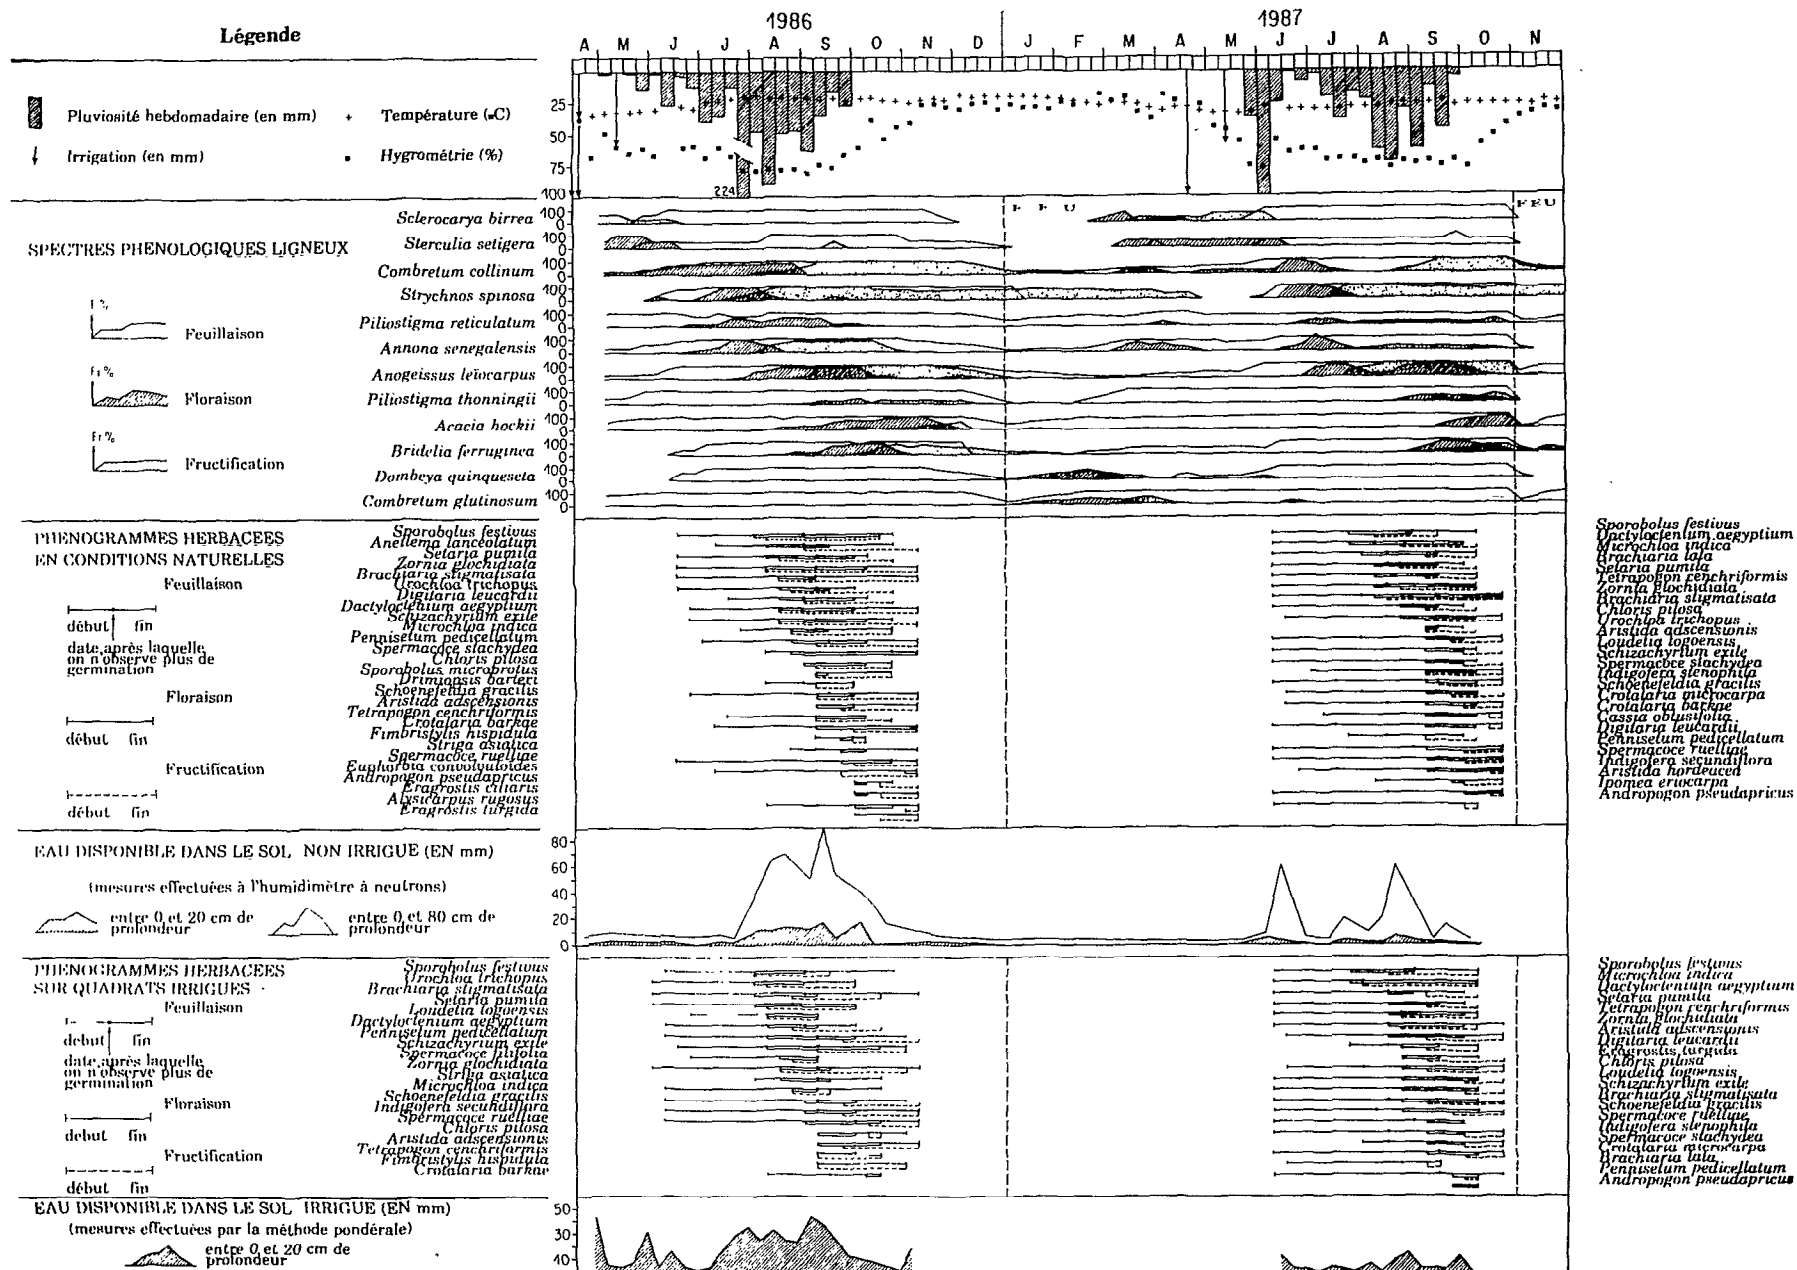 Légende
1986
1987
A M J J A S O N D J F M A M J J A S O N
Pluviosité hebdomadaire (en mm)
+ Température (°C)
Irrigation (en mm)
Hygrométrie (%)
25
50
75
100
224
SPECTRES PHENOLOGIQUES LIGNEUX
Feuillaison
Fl %
Floraison
Fr %
Fructification
Sclerocarya birrea
Sterculia setigera
Combretum collinum
Strychnos spinosa
Piliostigma reticulatum
Annona senegalensis
Anogeissus leïocarpus
Piliostigma thonningii
Acacia hockii
Bridelia ferruginea
Dombeya quinqueseta
Combretum glutinosum
100
0
FEU
FEU
PHENOGRAMMES HERBACEES
EN CONDITIONS NATURELLES
Feuillaison
début fin
date après laquelle
on n'observe plus de
germination
Floraison
début fin
Fructification
début fin
Sporobolus festivus
Aneilema lanceolatum
Setaria pumila
Zornia glochidiata
Brachiaria stigmatisata
Urochloa trichopus
Digitaria leucardii
Dactyloclenium aegyptium
Schizachyrium exile
Microchloa indica
Pennisetum pedicellatum
Spermacoce stachydea
Chloris pilosa
Sporobolus microprotus
Drimiopsis barteri
Schoenefeldia gracilis
Aristida adscensionis
Tetrapogon cenchriformis
Crotalaria barkae
Fimbristylis hispidula
Striga asiatica
Spermacoce ruelliae
Euphorbia convolvuloides
Andropogon pseudapricus
Eragrostis ciliaris
Alysicarpus rugosus
Eragrostis turgida
Sporobolus festivus
Dactyloclenium aegyptium
Microchloa indica
Brachiaria lata
Setaria pumila
Tetrapogon cenchriformis
Zornia glochidiata
Brachiaria stigmatisata
Chloris pilosa
Urochloa trichopus
Aristida adscensionis
Loudetia togoensis
Schizachyrium exile
Spermacoce stachydea
Indigofera stenophila
Schoenefeldia gracilis
Crotalaria microcarpa
Crotalaria barkae
Cassia obtusifolia
Digitaria leucardii
Pennisetum pedicellatum
Spermacoce ruelliae
Indigofera secundiflora
Aristida hordeacea
Ipomea eriocarpa
Andropogon pseudapricus
EAU DISPONIBLE DANS LE SOL NON IRRIGUE (EN mm)
(mesures effectuées à l'humidimètre à neutrons)
entre 0 et 20 cm de
profondeur
entre 0 et 80 cm de
profondeur
80
60
40
20
0
PHENOGRAMMES HERBACEES
SUR QUADRATS IRRIGUES
Feuillaison
debut fin
date après laquelle
on n'observe plus de
germination
Floraison
debut fin
Fructification
début fin
Sporobolus festivus
Urochloa trichopus
Brachiaria stigmatisata
Setaria pumila
Loudetia togoensis
Dactyloclenium aegyptium
Pennisetum pedicellatum
Schizachyrium exile
Spermacoce filifolia
Zornia glochidiata
Striga asiatica
Microchloa indica
Schoenefeldia gracilis
Indigofera secundiflora
Spermacoce ruelliae
Chloris pilosa
Aristida adscensionis
Tetrapogon cenchriformis
Fimbristylis hispidula
Crotalaria barkae
Sporobolus festivus
Microchloa indica
Dactyloclenium aegyptium
Setaria pumila
Tetrapogon cenchriformis
Zornia glochidiata
Aristida adscensionis
Digitaria leucardii
Eragrostis turgida
Chloris pilosa
Loudetia togoensis
Schizachyrium exile
Brachiaria stigmatisata
Schoenefeldia gracilis
Spermacoce ruelliae
Indigofera stenophila
Spermacoce stachydea
Crotalaria microcarpa
Brachiaria lata
Pennisetum pedicellatum
Andropogon pseudapricus
EAU DISPONIBLE DANS LE SOL IRRIGUE (EN mm)
(mesures effectuées par la méthode pondérale)
entre 0 et 20 cm de
profondeur
50
30
40